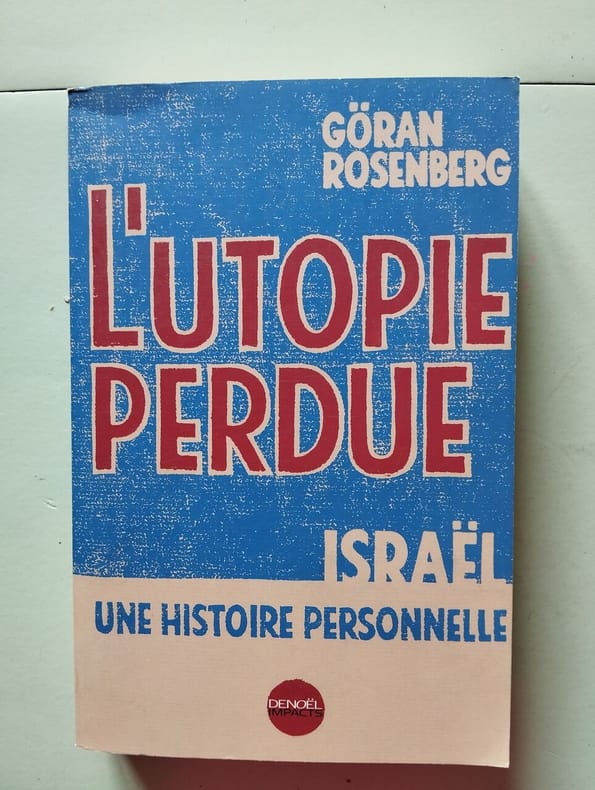 GÖRAN
ROSENBERG
L'UTOPIE
PERDUE
ISRAËL
UNE HISTOIRE PERSONNELLE
DENOËL
IMPACTS